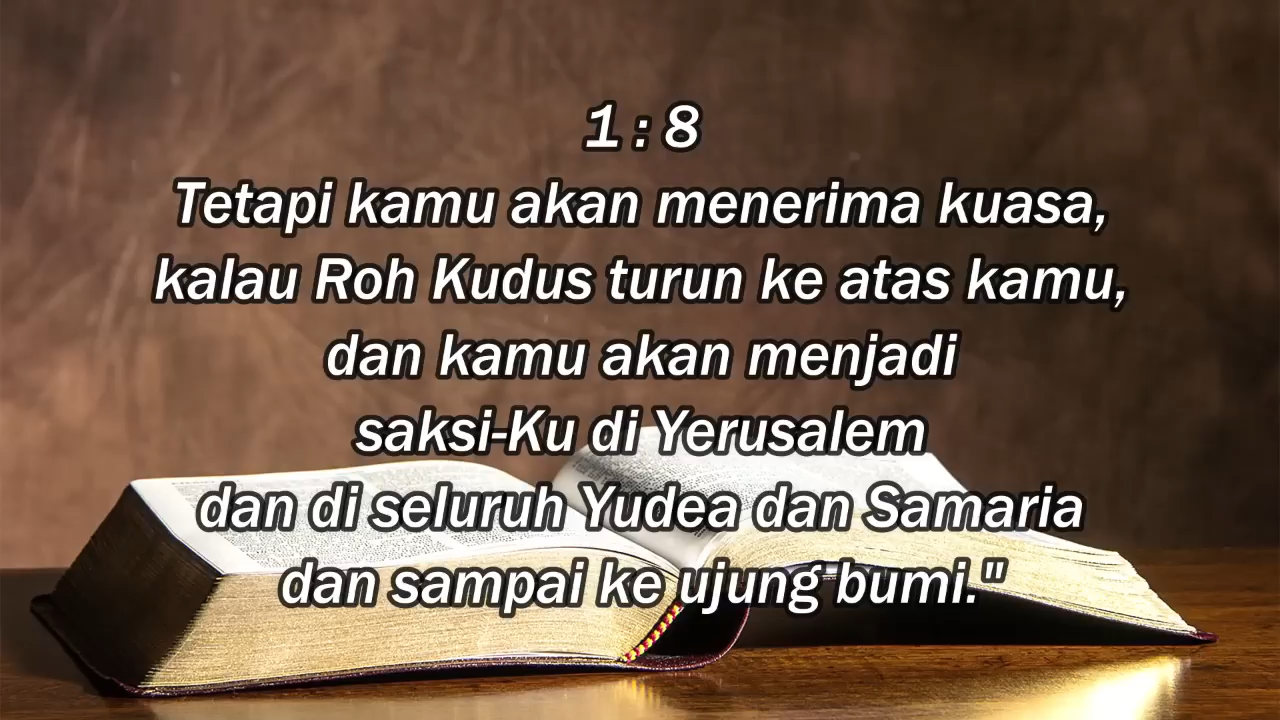 1 : 8
Tetapi kamu akan menerima kuasa,
kalau Roh Kudus turun ke atas kamu,
dan kamu akan menjadi
saksi-Ku di Yerusalem
dan di seluruh Yudea dan Samaria
dan sampai ke ujung bumi."